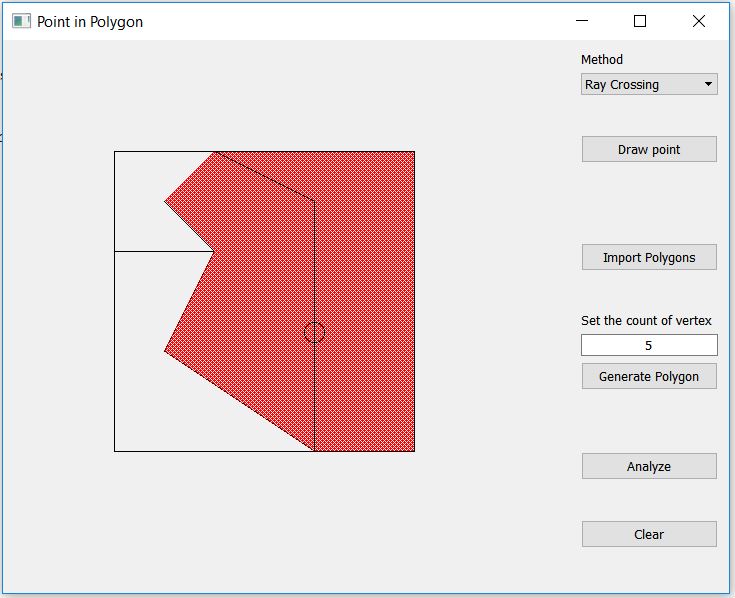 Point in Polygon
Method
Ray Crossing
Draw point
Import Polygons
Set the count of vertex
5
Generate Polygon
Analyze
Clear